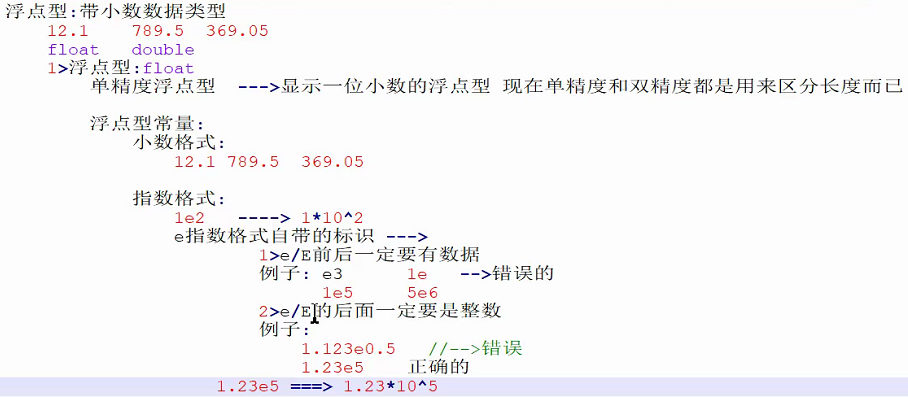 浮点型:带小数数据类型
12.1 789.5 369.05
float double
1>浮点型:float
单精度浮点型 --->显示一位小数的浮点型 现在单精度和双精度都是用来区分长度而已
浮点型常量:
小数格式:
12.1 789.5 369.05
指数格式:
1e2 ----> 1*10^2
e指数格式自带的标识 --->
1>e/E前后一定要有数据
例子: e3 1e -->错误的
1e5 5e6
2>e/E的后面一定要是整数
例子:
1.123e0.5 //-->错误
1.23e5 正确的
1.23e5 ===> 1.23*10^5